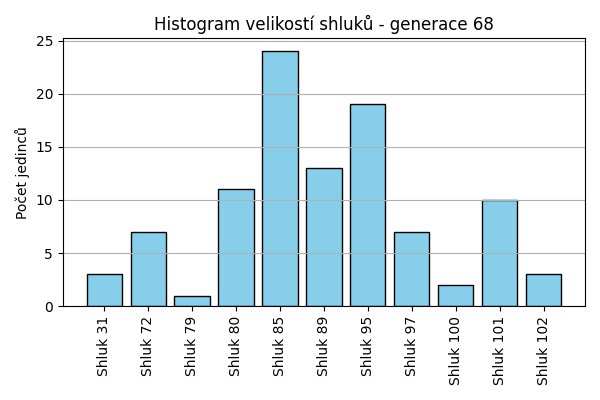 Histogram velikostí shluků - generace 68
Počet jedinců
25
20
15
10
5
0
Shluk 31
Shluk 72
Shluk 79
Shluk 80
Shluk 85
Shluk 89
Shluk 95
Shluk 97
Shluk 100
Shluk 101
Shluk 102